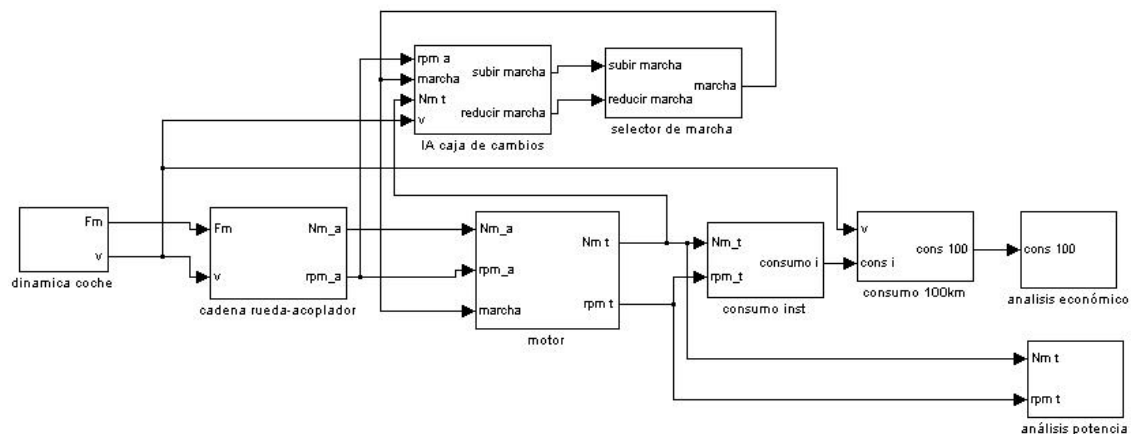 rpm a
marcha
Nm t
v
subir marcha
reducir marcha
IA caja de cambios
subir marcha
reducir marcha
marcha
selector de marcha
Fm
v
dinamica coche
Fm
v
Nm_a
rpm_a
cadena rueda-acoplador
Nm_a
rpm_a
marcha
Nm t
rpm t
motor
Nm_t
rpm_t
consumo i
consumo inst
v
cons i
cons 100
consumo 100km
cons 100
analisis económico
Nm t
rpm t
análisis potencia